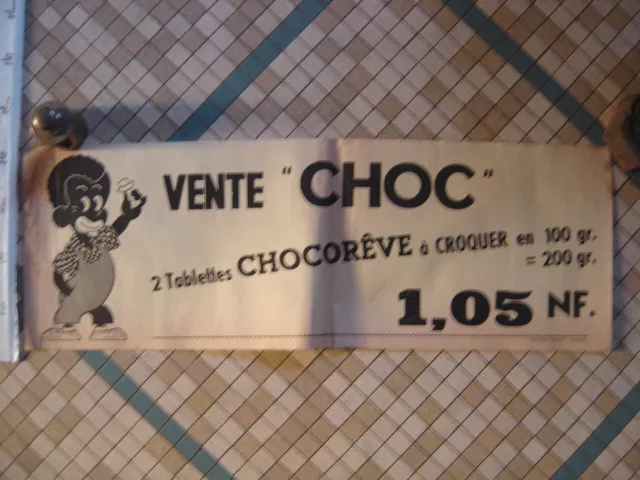 VENTE "CHOC"
2 Tablettes CHOCORÊVE à CROQUER en 100 gr.
= 200 gr.
1,05 NF.